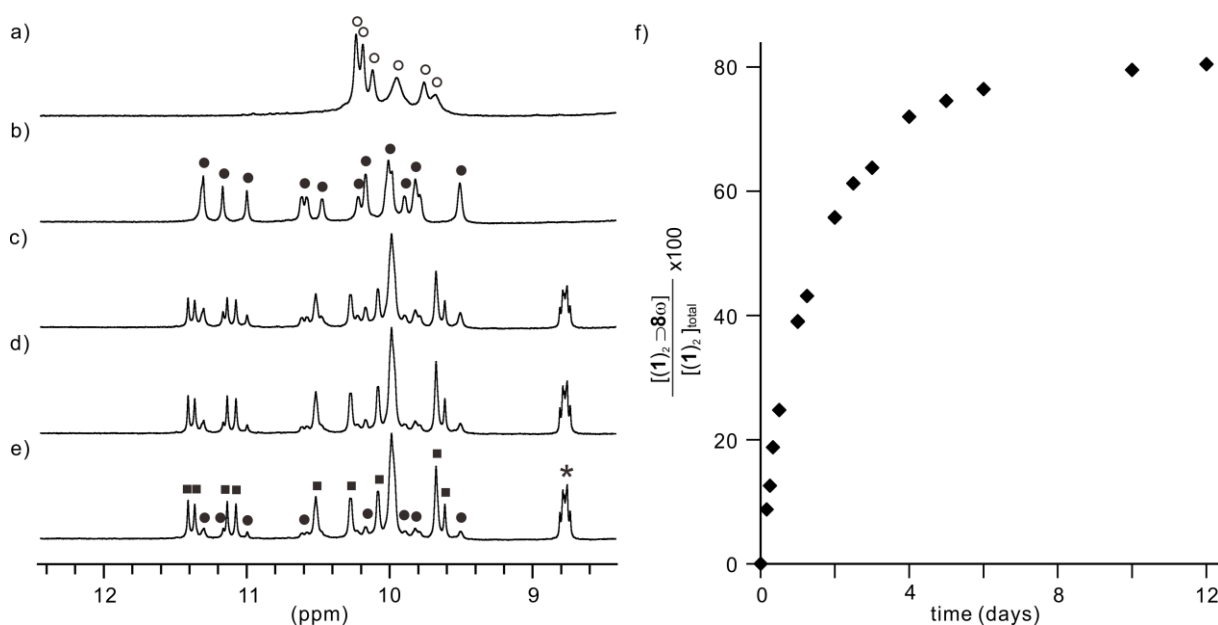 a)
b)
c)
d)
e)
*
12 11 10 9
(ppm)
f)
80
60
40
20
0
[(1)₂⊃8ω]
[(1)₂]total
x100
0 4 8 12
time (days)